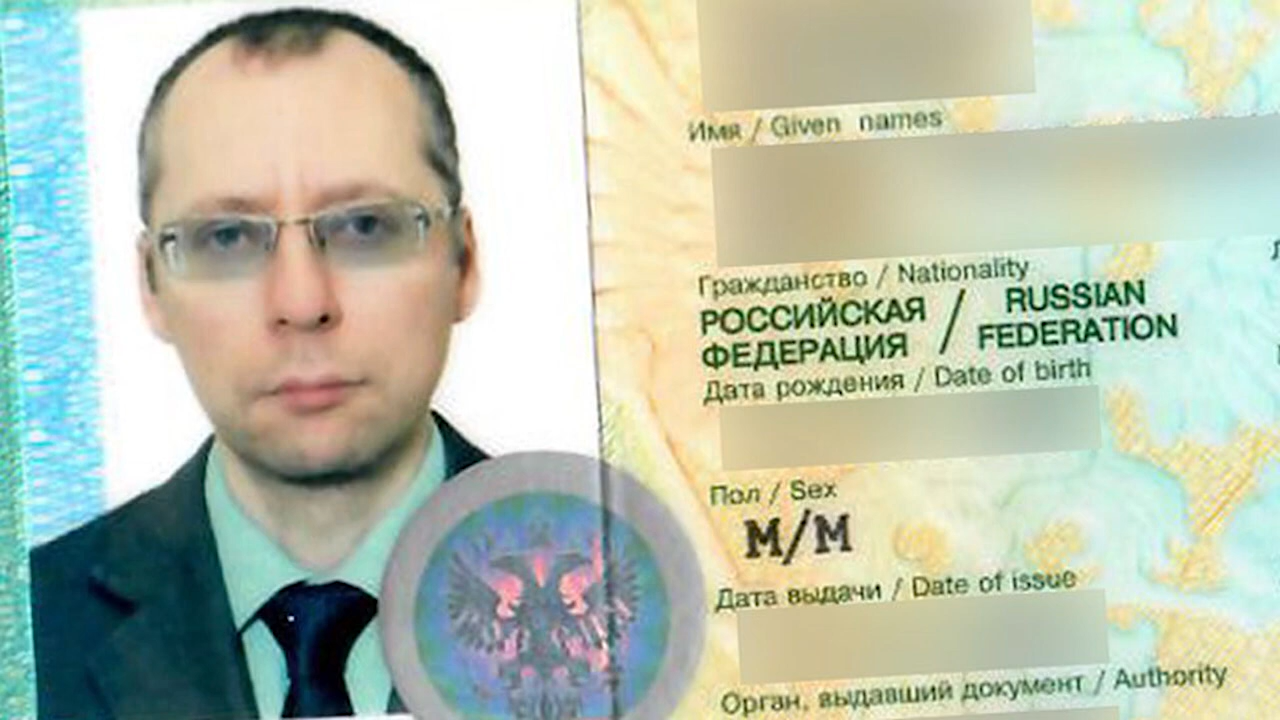 Имя / Given names
Гражданство / Nationality
РОССИЙСКАЯ / RUSSIAN
ФЕДЕРАЦИЯ FEDERATION
Дата рождения / Date of birth
Пол / Sex
М/M
Дата выдачи / Date of issue
Орган, выдавший документ / Authority